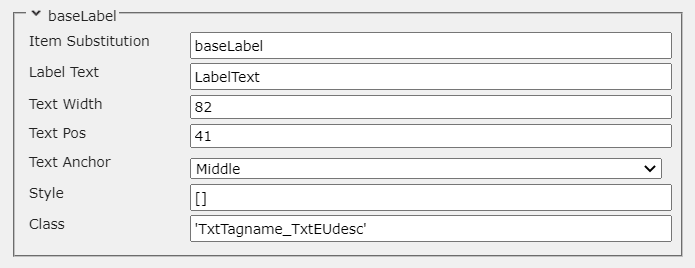 baseLabel
Item Substitution baseLabel
Label Text LabelText
Text Width 82
Text Pos 41
Text Anchor Middle
Style []
Class 'TxtTagname_TxtEUdesc'